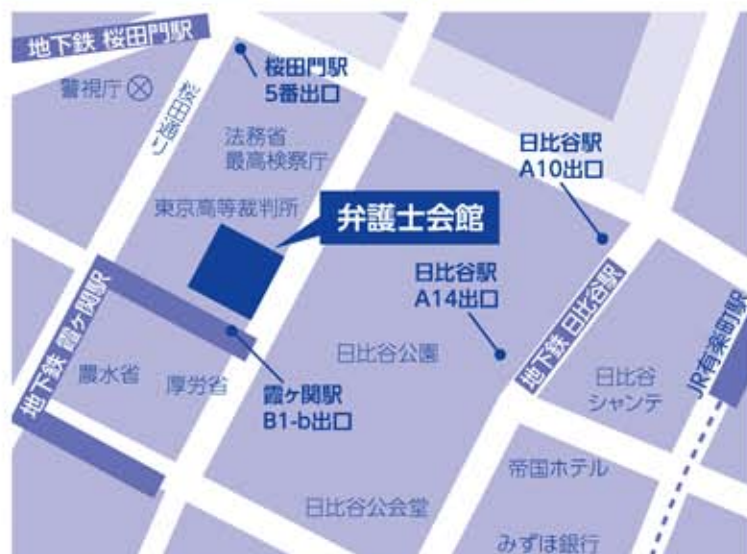 地下鉄 桜田門駅
警視庁
桜田通り
桜田門駅
5番出口
法務省
最高検察庁
東京高等裁判所
弁護士会館
日比谷駅
A10出口
日比谷駅
A14出口
地下鉄 日比谷駅
JR有楽町駅
地下鉄 霞ヶ関駅
農水省
厚労省
霞ヶ関駅
B1-b出口
日比谷公園
日比谷
シャンテ
帝国ホテル
日比谷公会堂
みずほ銀行